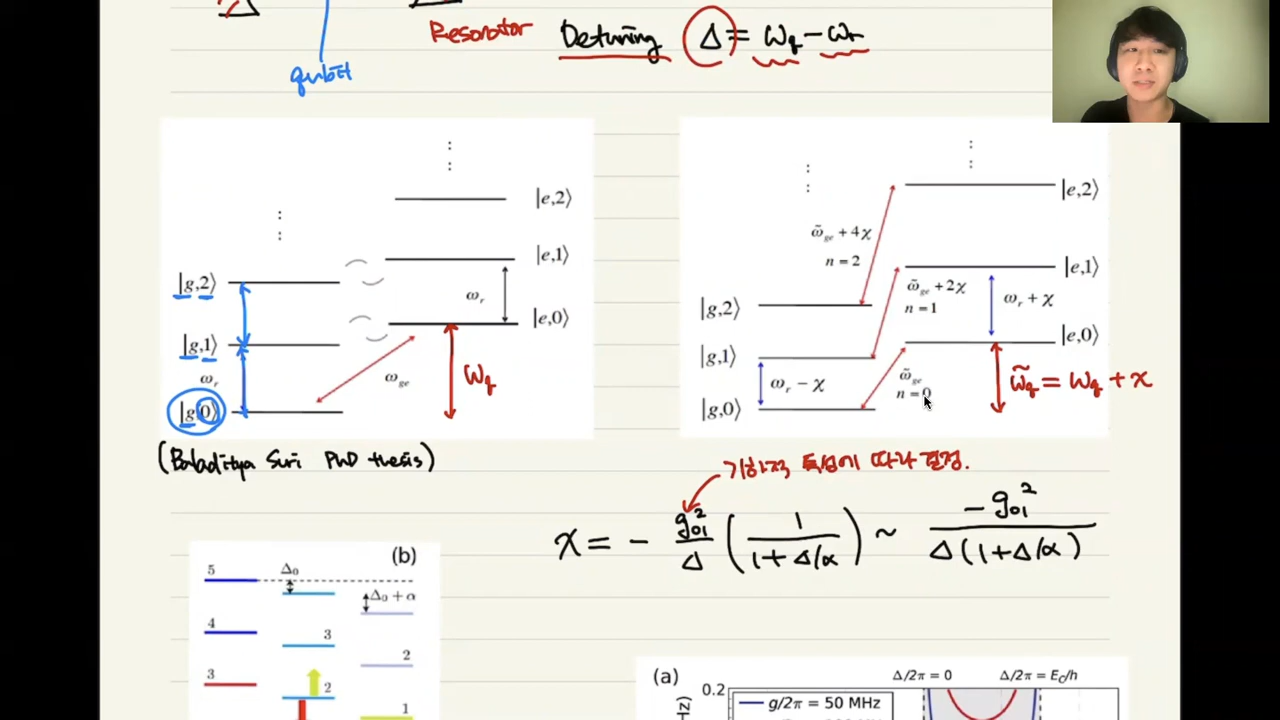 Resonator Detuning Δ = ωq − ωr
qubit
|e,2⟩
|g,2⟩
|e,1⟩
ωr
|e,0⟩
|g,1⟩
ωr
ωge
ωq
|g,0⟩
(Baladitya Suri PhD thesis)
|e,2⟩
ω̃ge + 4χ
n = 2
|e,1⟩
ω̃ge + 2χ
n = 1
ωr + χ
|g,2⟩
|e,0⟩
|g,1⟩
ωr − χ
ω̃ge
n = 0
ω̃q = ωq + χ
|g,0⟩
기하적 특성에 따라 결정.
χ = − g01²/Δ (1/(1+Δ/α)) ~ −g01²/(Δ(1+Δ/α))
(b)
5 Δ0
Δ0 + α
4
3
2
3
2
1
(a)
Δ/2π = 0 Δ/2π = EC/h
0.2
g/2π = 50 MHz